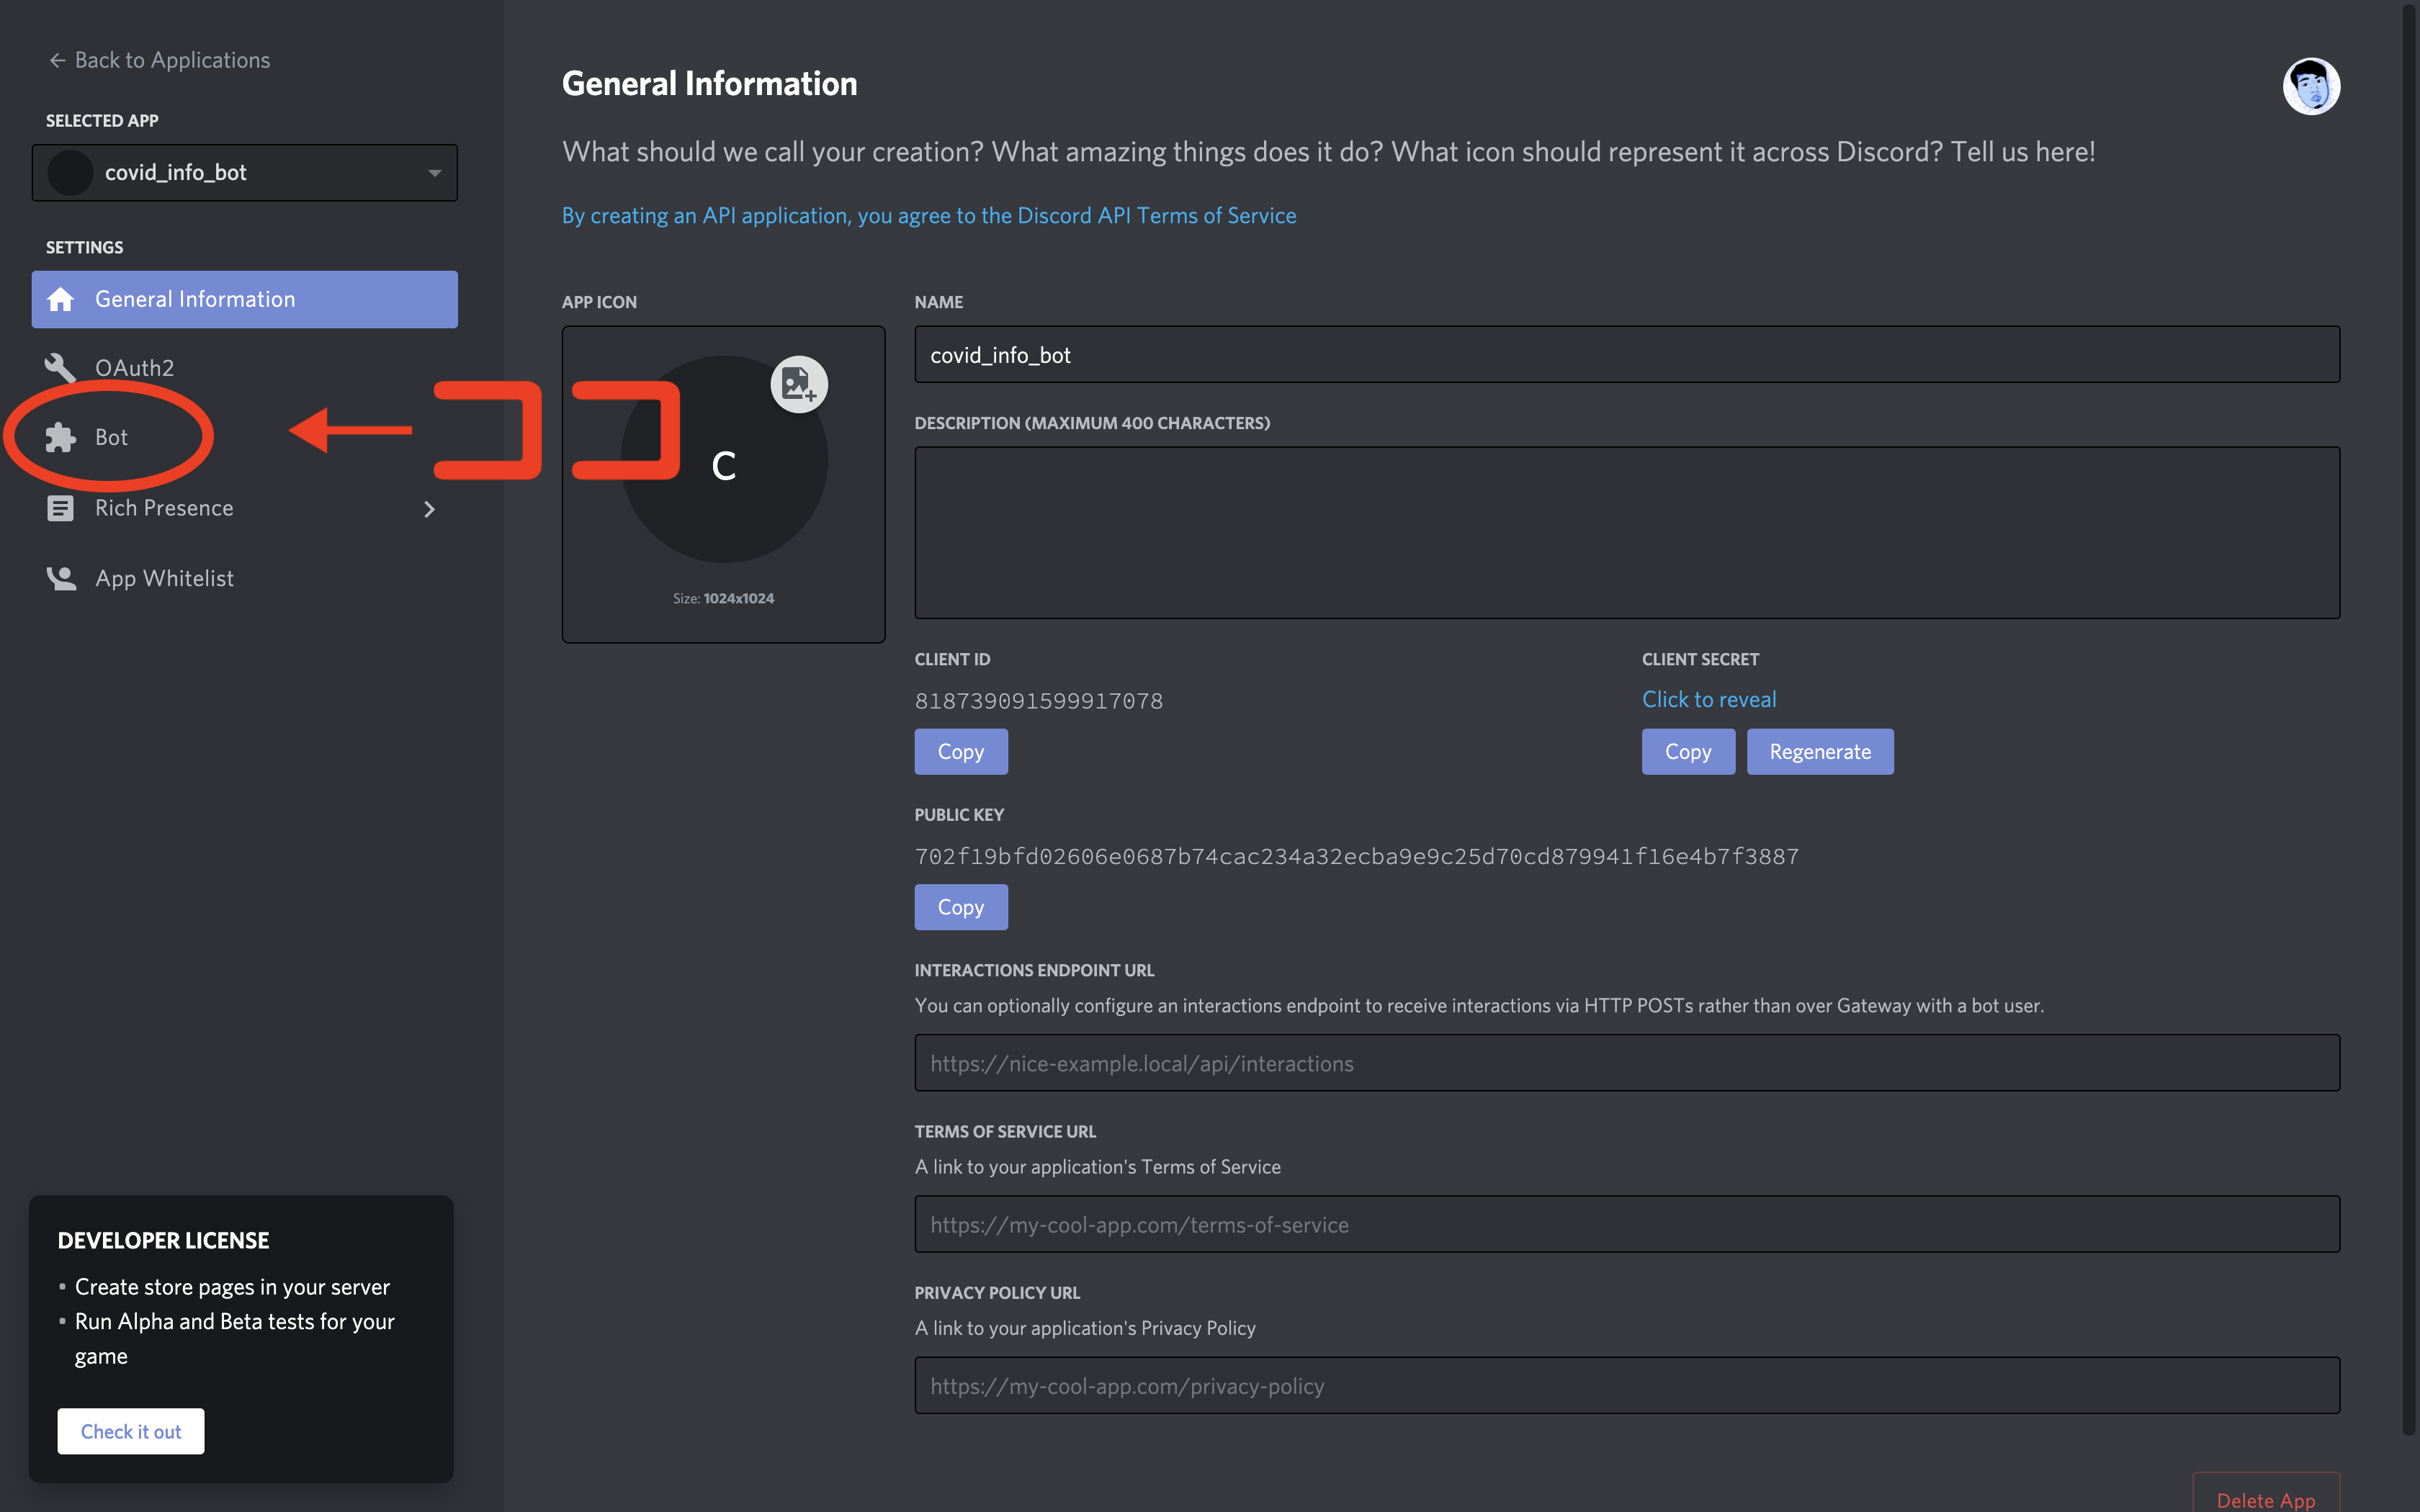 Back to Applications
SELECTED APP
covid_info_bot
SETTINGS
General Information
OAuth2
Bot
ココ
Rich Presence
App Whitelist
DEVELOPER LICENSE
• Create store pages in your server
• Run Alpha and Beta tests for your
game
Check it out
General Information
What should we call your creation? What amazing things does it do? What icon should represent it across Discord? Tell us here!
By creating an API application, you agree to the Discord API Terms of Service
APP ICON
C
Size: 1024x1024
NAME
covid_info_bot
DESCRIPTION (MAXIMUM 400 CHARACTERS)
CLIENT ID
818739091599917078
Copy
CLIENT SECRET
Click to reveal
Copy Regenerate
PUBLIC KEY
702f19bfd02606e0687b74cac234a32ecba9e9c25d70cd879941f16e4b7f3887
Copy
INTERACTIONS ENDPOINT URL
You can optionally configure an interactions endpoint to receive interactions via HTTP POSTs rather than over Gateway with a bot user.
https://nice-example.local/api/interactions
TERMS OF SERVICE URL
A link to your application's Terms of Service
https://my-cool-app.com/terms-of-service
PRIVACY POLICY URL
A link to your application's Privacy Policy
https://my-cool-app.com/privacy-policy
Delete App